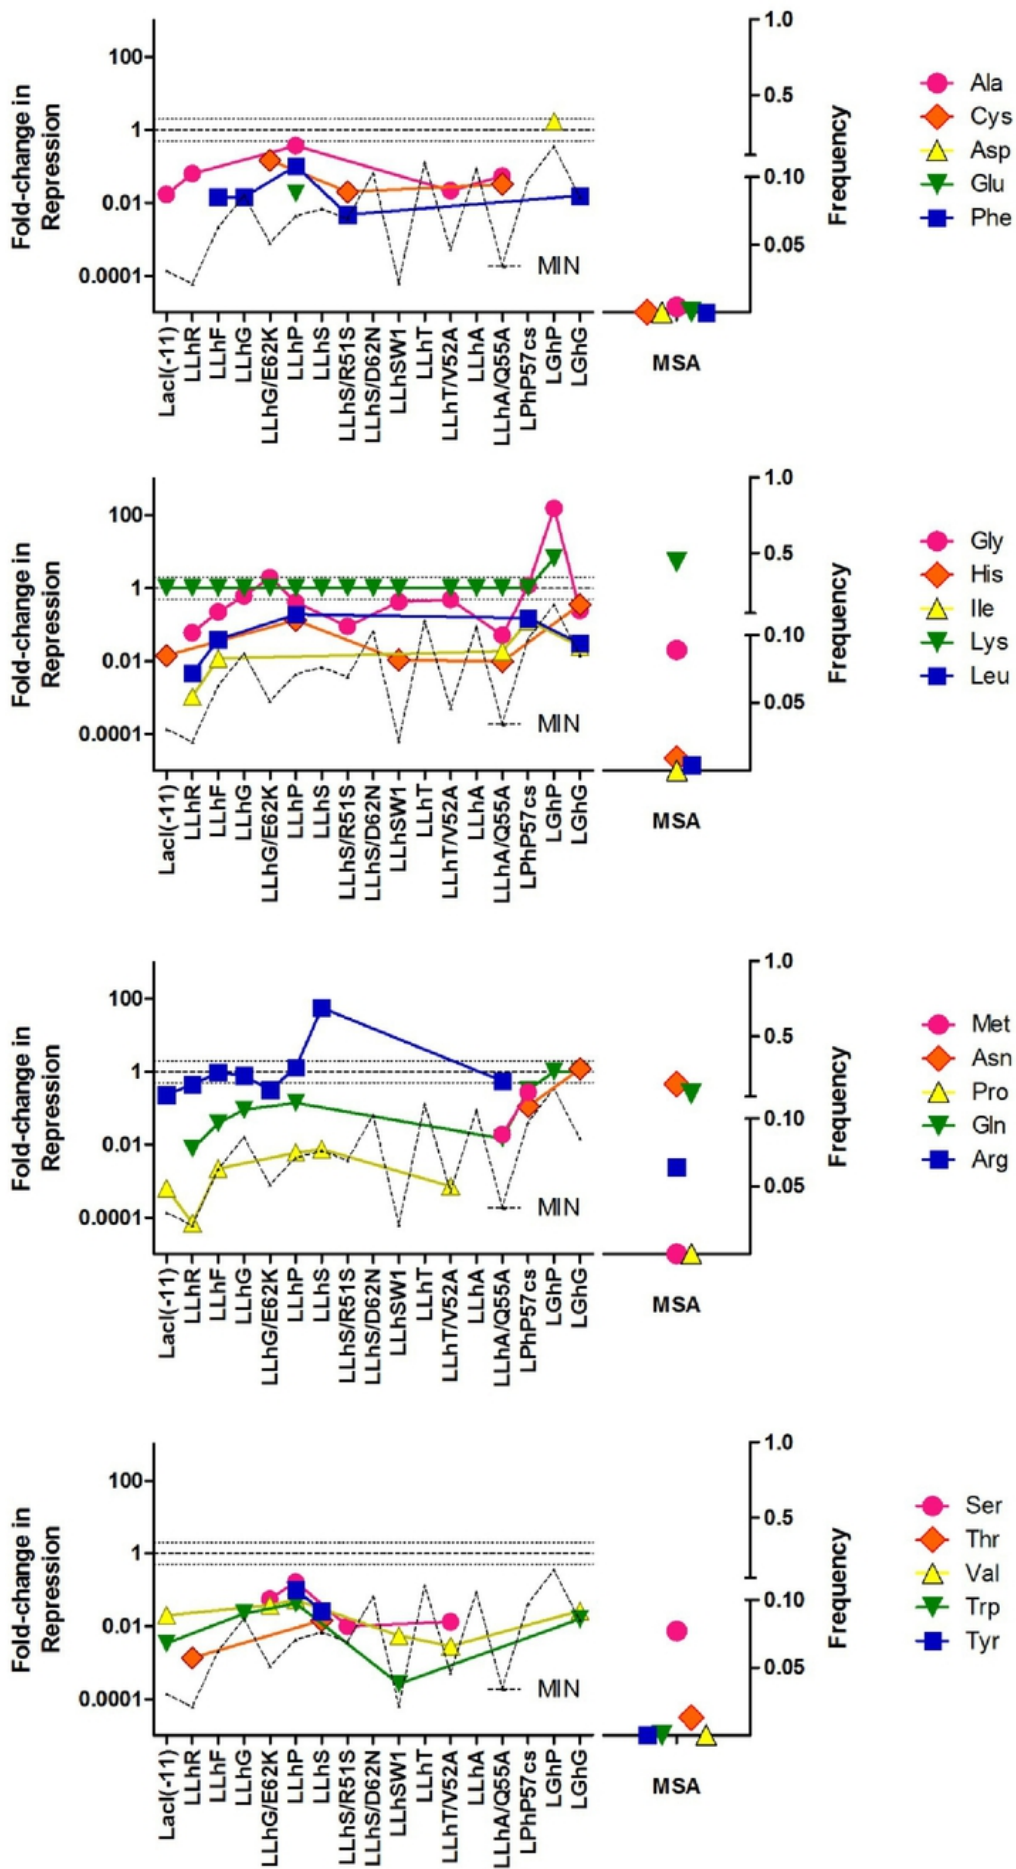 Fold-change in
Repression
100
1
0.01
0.0001
MIN
LacI(-11)
LLhR
LLhF
LLhG
LLhG/E62K
LLhP
LLhS
LLhS/R51S
LLhS/D62N
LLhSW1
LLhT
LLhT/V52A
LLhA
LLhA/Q55A
LPhP57cs
LGhP
LGhG
MSA
1.0
0.5
0.10
0.05
Frequency
Ala
Cys
Asp
Glu
Phe
Fold-change in
Repression
100
1
0.01
0.0001
MIN
LacI(-11)
LLhR
LLhF
LLhG
LLhG/E62K
LLhP
LLhS
LLhS/R51S
LLhS/D62N
LLhSW1
LLhT
LLhT/V52A
LLhA
LLhA/Q55A
LPhP57cs
LGhP
LGhG
MSA
1.0
0.5
0.10
0.05
Frequency
Gly
His
Ile
Lys
Leu
Fold-change in
Repression
100
1
0.01
0.0001
MIN
LacI(-11)
LLhR
LLhF
LLhG
LLhG/E62K
LLhP
LLhS
LLhS/R51S
LLhS/D62N
LLhSW1
LLhT
LLhT/V52A
LLhA
LLhA/Q55A
LPhP57cs
LGhP
LGhG
MSA
1.0
0.5
0.10
0.05
Frequency
Met
Asn
Pro
Gln
Arg
Fold-change in
Repression
100
1
0.01
0.0001
MIN
LacI(-11)
LLhR
LLhF
LLhG
LLhG/E62K
LLhP
LLhS
LLhS/R51S
LLhS/D62N
LLhSW1
LLhT
LLhT/V52A
LLhA
LLhA/Q55A
LPhP57cs
LGhP
LGhG
MSA
1.0
0.5
0.10
0.05
Frequency
Ser
Thr
Val
Trp
Tyr